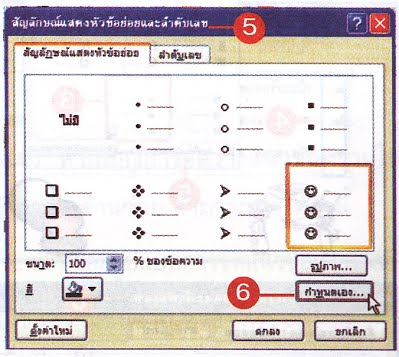 สัญลักษณ์แสดงหัวข้อย่อยและลำดับเลข
5
สัญลักษณ์แสดงหัวข้อย่อย ลำดับเลข
ไม่มี
ขนาด: 100 % ของข้อความ
รูปภาพ...
สี
6
กำหนดเอง...
ตั้งค่าใหม่ ตกลง ยกเลิก